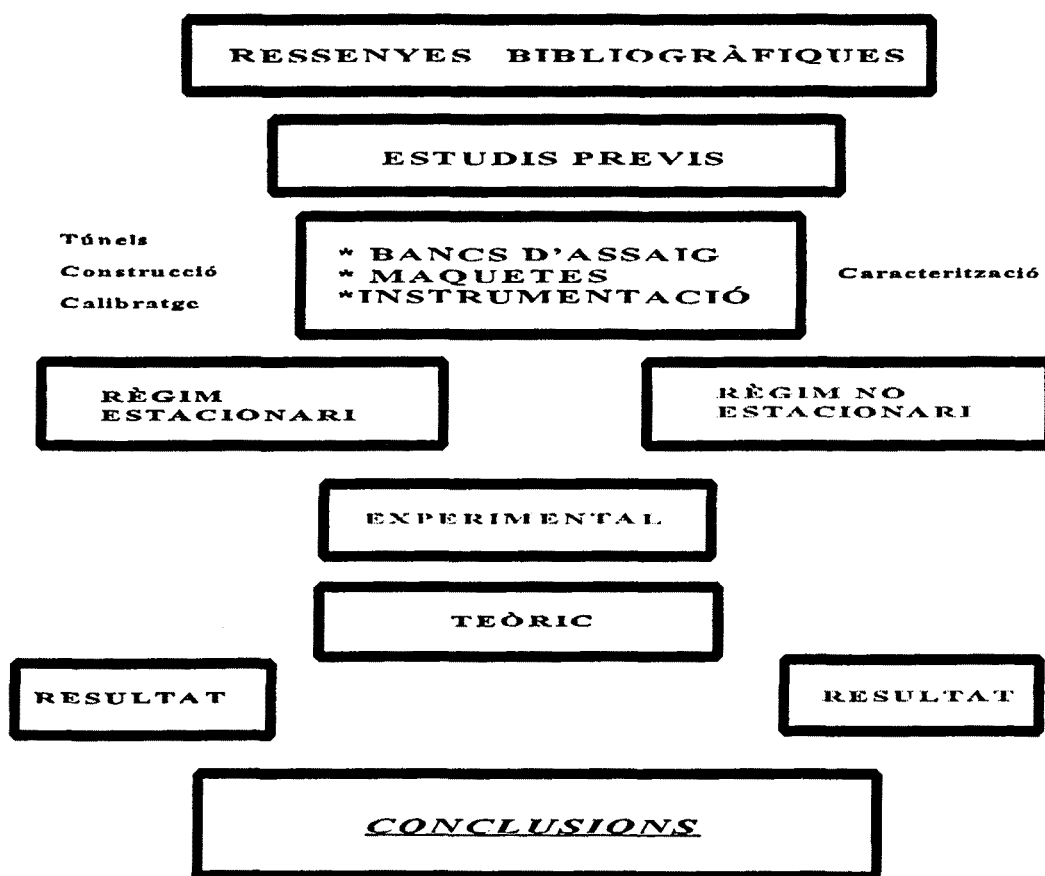 RESSENYES BIBLIOGRÀFIQUES
ESTUDIS PREVIS
Túnels
Construcció
Calibratge
* BANCS D'ASSAIG
* MAQUETES
*INSTRUMENTACIÓ
Caracterització
RÈGIM
ESTACIONARI
RÈGIM NO
ESTACIONARI
EXPERIMENTAL
TEÒRIC
RESULTAT
RESULTAT
CONCLUSIONS